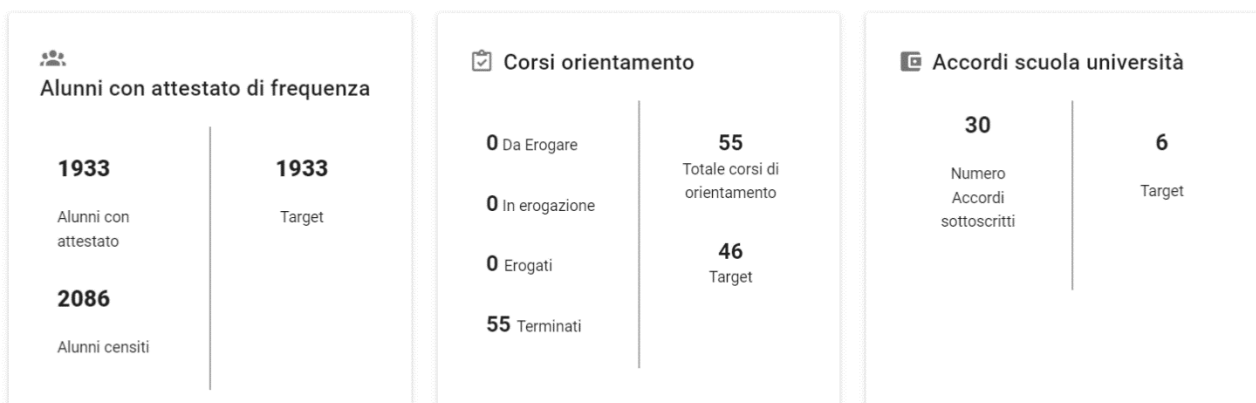 Alunni con attestato di frequenza
1933
Alunni con
attestato
2086
Alunni censiti
1933
Target
Corsi orientamento
0 Da Erogare
0 In erogazione
0 Erogati
55 Terminati
55
Totale corsi di
orientamento
46
Target
Accordi scuola università
30
Numero
Accordi
sottoscritti
6
Target